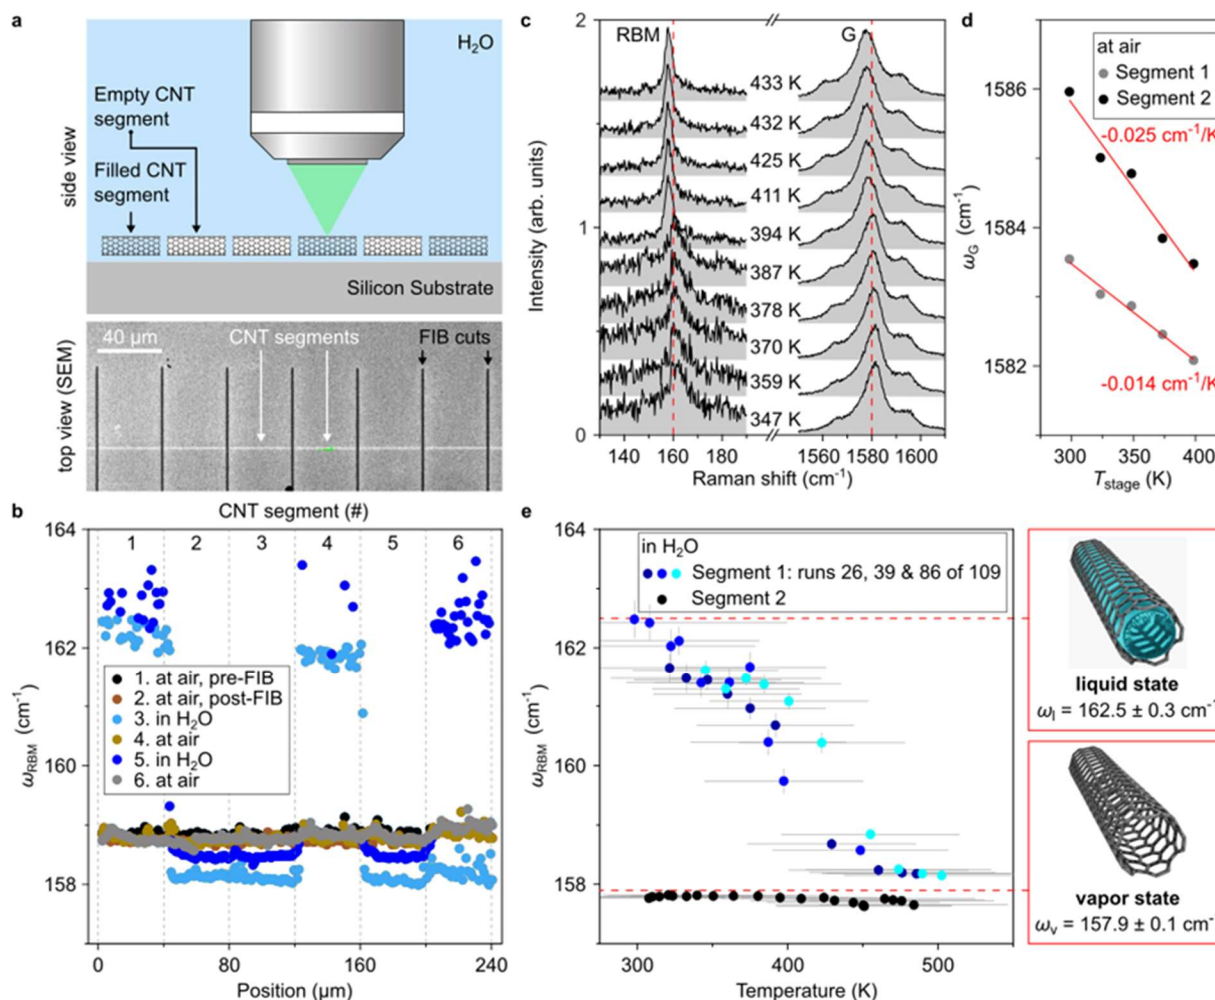 a
H₂O
Empty CNT
segment
Filled CNT
segment
side view
Silicon Substrate
40 μm
CNT segments
FIB cuts
top view (SEM)
b
CNT segment (#)
164
1
2
3
4
5
6
162
1. at air, pre-FIB
2. at air, post-FIB
3. in H₂O
4. at air
5. in H₂O
6. at air
160
158
ωRBM (cm⁻¹)
0
80
160
240
Position (μm)
c
2
RBM
G
433 K
432 K
425 K
411 K
394 K
387 K
378 K
370 K
359 K
347 K
1
0
Intensity (arb. units)
140
160
180
1560
1580
1600
Raman shift (cm⁻¹)
d
at air
Segment 1
Segment 2
1586
-0.025 cm⁻¹/K
1584
1582
-0.014 cm⁻¹/K
ωG (cm⁻¹)
300
350
400
Tstage (K)
e
164
in H₂O
Segment 1: runs 26, 39 & 86 of 109
Segment 2
162
160
158
ωRBM (cm⁻¹)
300
350
400
450
500
Temperature (K)
liquid state
ωl = 162.5 ± 0.3 cm⁻
vapor state
ωv = 157.9 ± 0.1 cm⁻